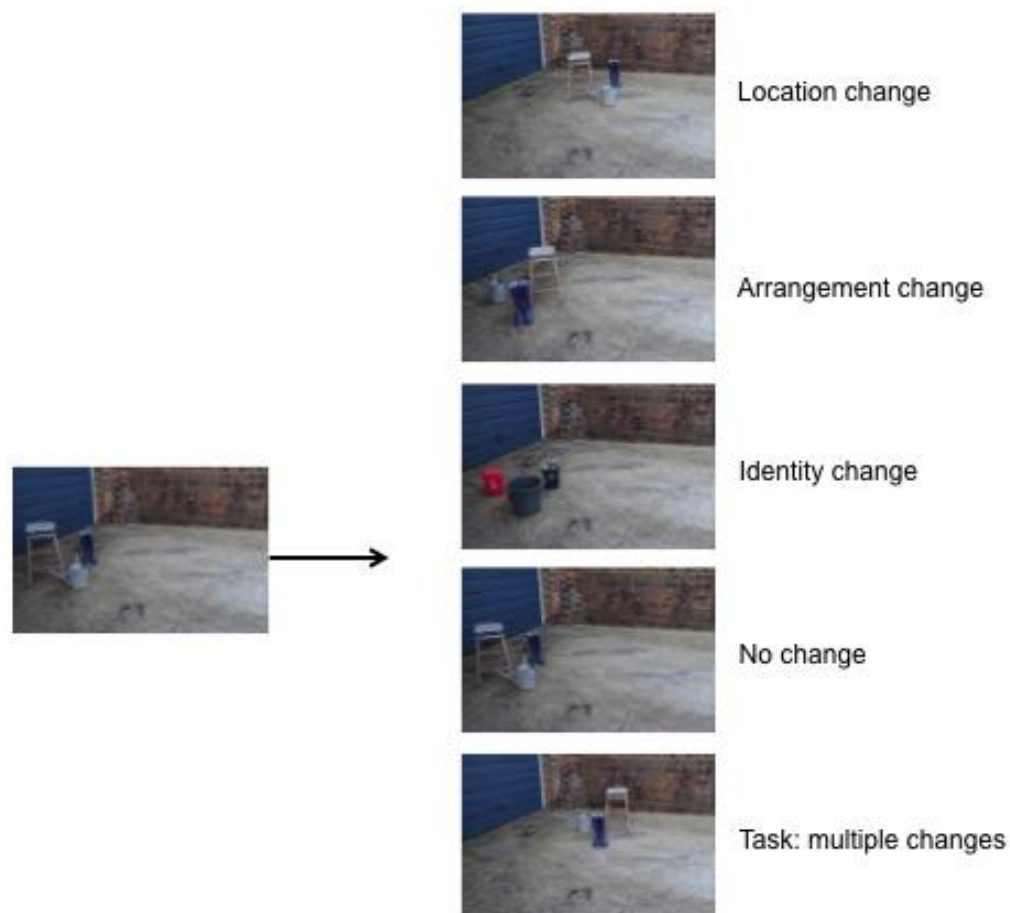 Location change
Arrangement change
Identity change
No change
Task: multiple changes